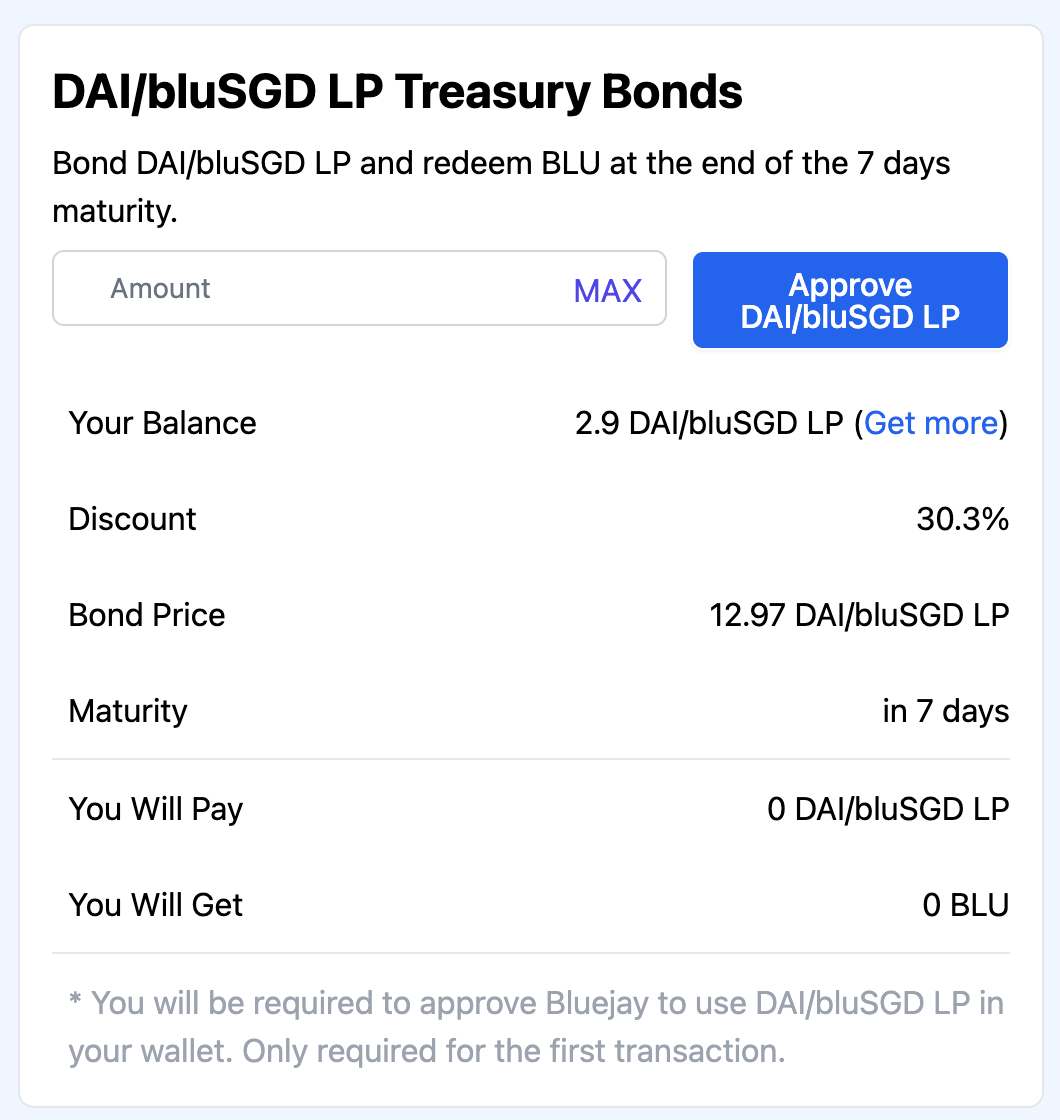 DAI/bluSGD LP Treasury Bonds
Bond DAI/bluSGD LP and redeem BLU at the end of the 7 days
maturity.
Amount MAX
Approve
DAI/bluSGD LP
Your Balance 2.9 DAI/bluSGD LP (Get more)
Discount 30.3%
Bond Price 12.97 DAI/bluSGD LP
Maturity in 7 days
You Will Pay 0 DAI/bluSGD LP
You Will Get 0 BLU
* You will be required to approve Bluejay to use DAI/bluSGD LP in
your wallet. Only required for the first transaction.